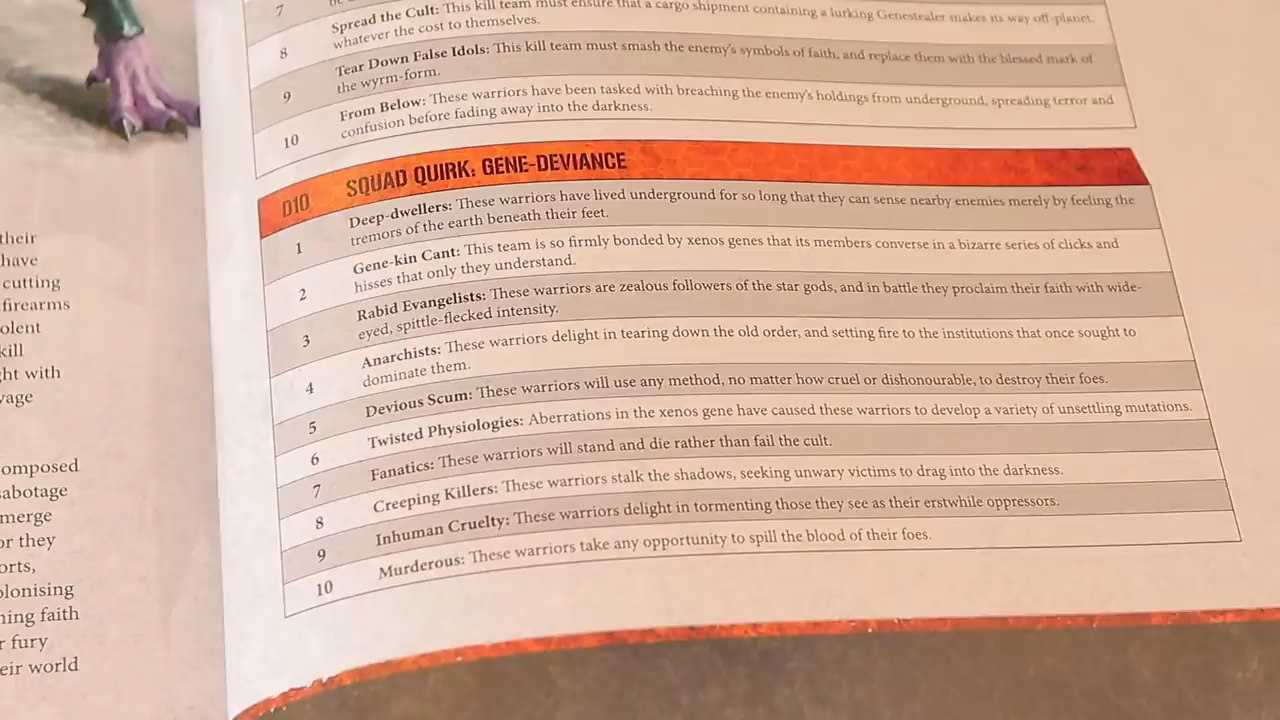 7
Spread the Cult: This kill team must ensure that a cargo shipment containing a lurking Genestealer makes its way off-planet,
8 whatever the cost to themselves.
Tear Down False Idols: This kill team must smash the enemy's symbols of faith, and replace them with the blessed mark of
9 the wyrm-form.
From Below: These warriors have been tasked with breaching the enemy's holdings from underground, spreading terror and
10 confusion before fading away into the darkness.
D10 SQUAD QUIRK: GENE-DEVIANCE
Deep-dwellers: These warriors have lived underground for so long that they can sense nearby enemies merely by feeling the
1 tremors of the earth beneath their feet.
Gene-kin Cant: This team is so firmly bonded by xenos genes that its members converse in a bizarre series of clicks and
2 hisses that only they understand.
Rabid Evangelists: These warriors are zealous followers of the star gods, and in battle they proclaim their faith with wide-
3 eyed, spittle-flecked intensity.
Anarchists: These warriors delight in tearing down the old order, and setting fire to the institutions that once sought to
4 dominate them.
5 Devious Scum: These warriors will use any method, no matter how cruel or dishonourable, to destroy their foes.
6 Twisted Physiologies: Aberrations in the xenos gene have caused these warriors to develop a variety of unsettling mutations.
7 Fanatics: These warriors will stand and die rather than fail the cult.
8 Creeping Killers: These warriors stalk the shadows, seeking unwary victims to drag into the darkness.
9 Inhuman Cruelty: These warriors delight in tormenting those they see as their erstwhile oppressors.
10 Murderous: These warriors take any opportunity to spill the blood of their foes.
their
have
cutting
firearms
olent
kill
ht with
vage
omposed
sabotage
merge
or they
orts,
olonising
ning faith
r fury
eir world